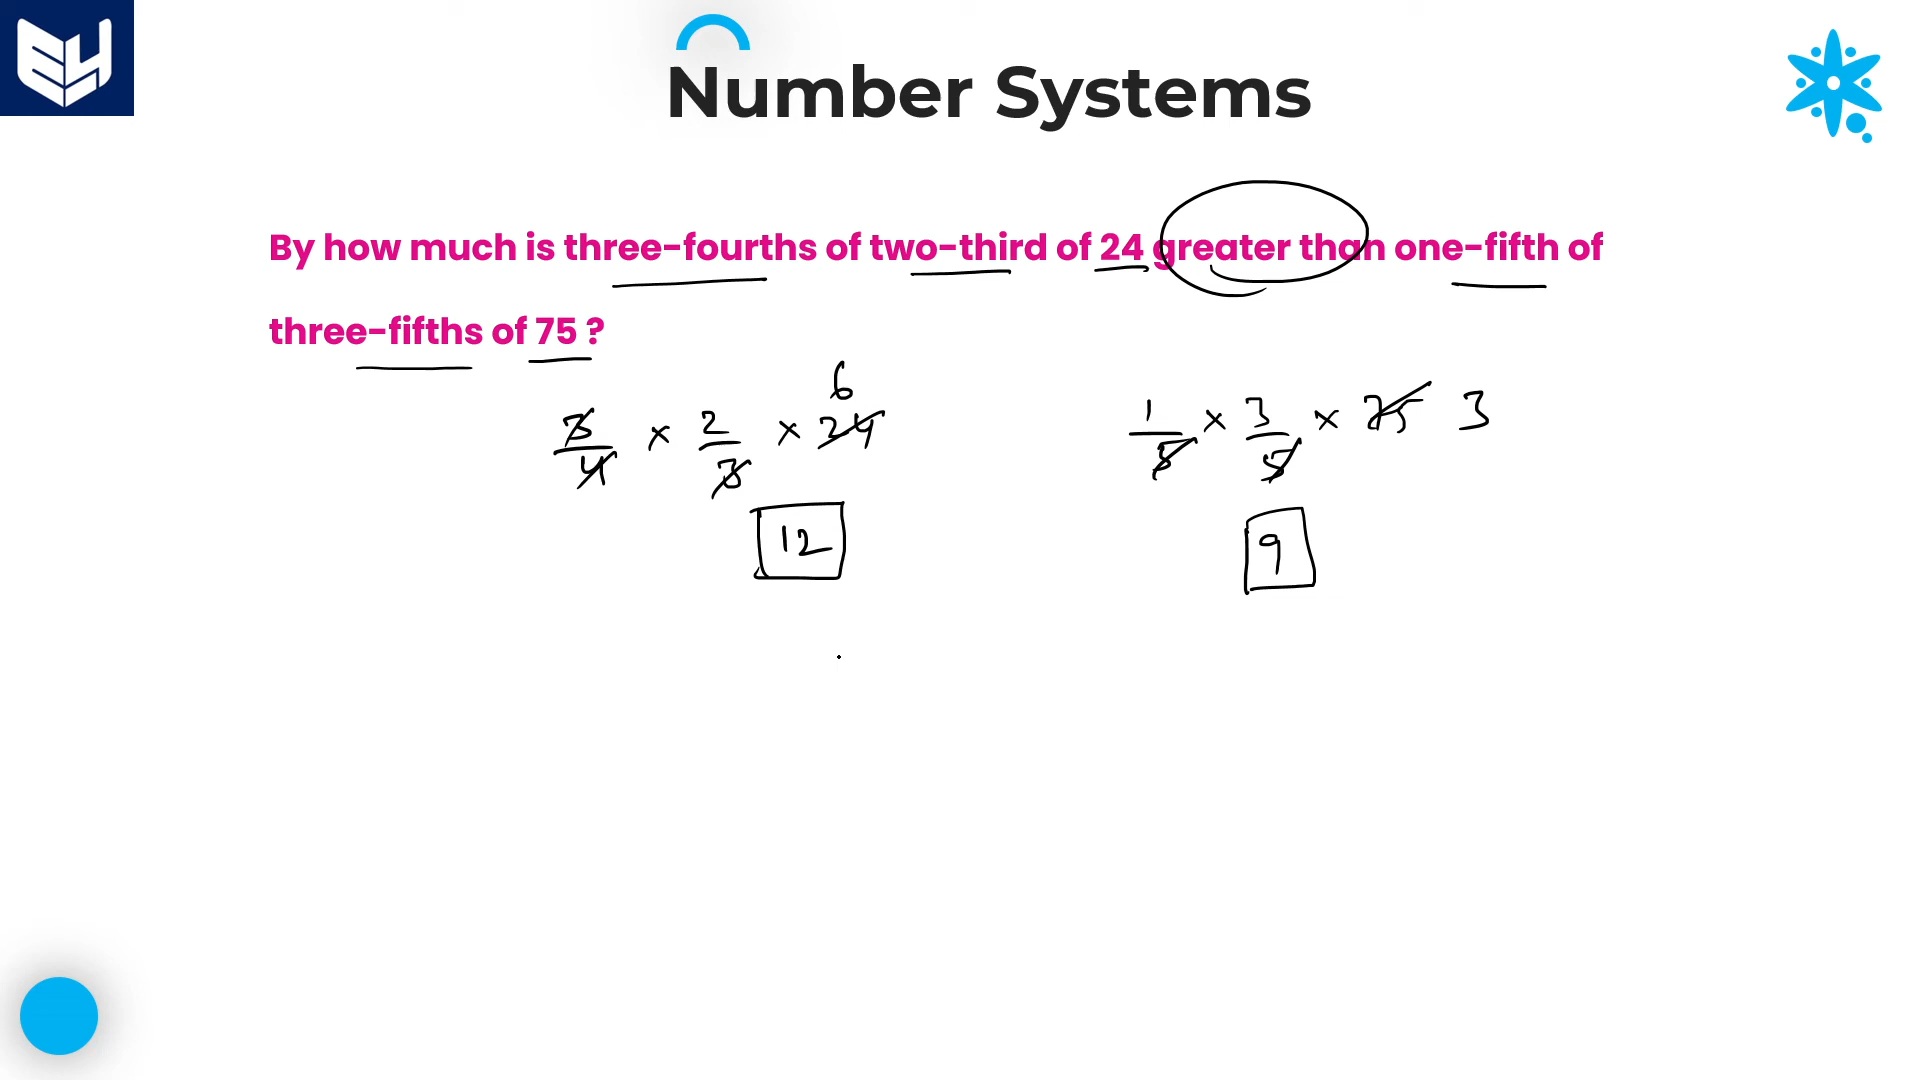 E4
Number Systems
By how much is three-fourths of two-third of 24 greater than one-fifth of
three-fifths of 75 ?
6
3/4 × 2/3 × 24
1/5 × 3/5 × 75 3
12
9